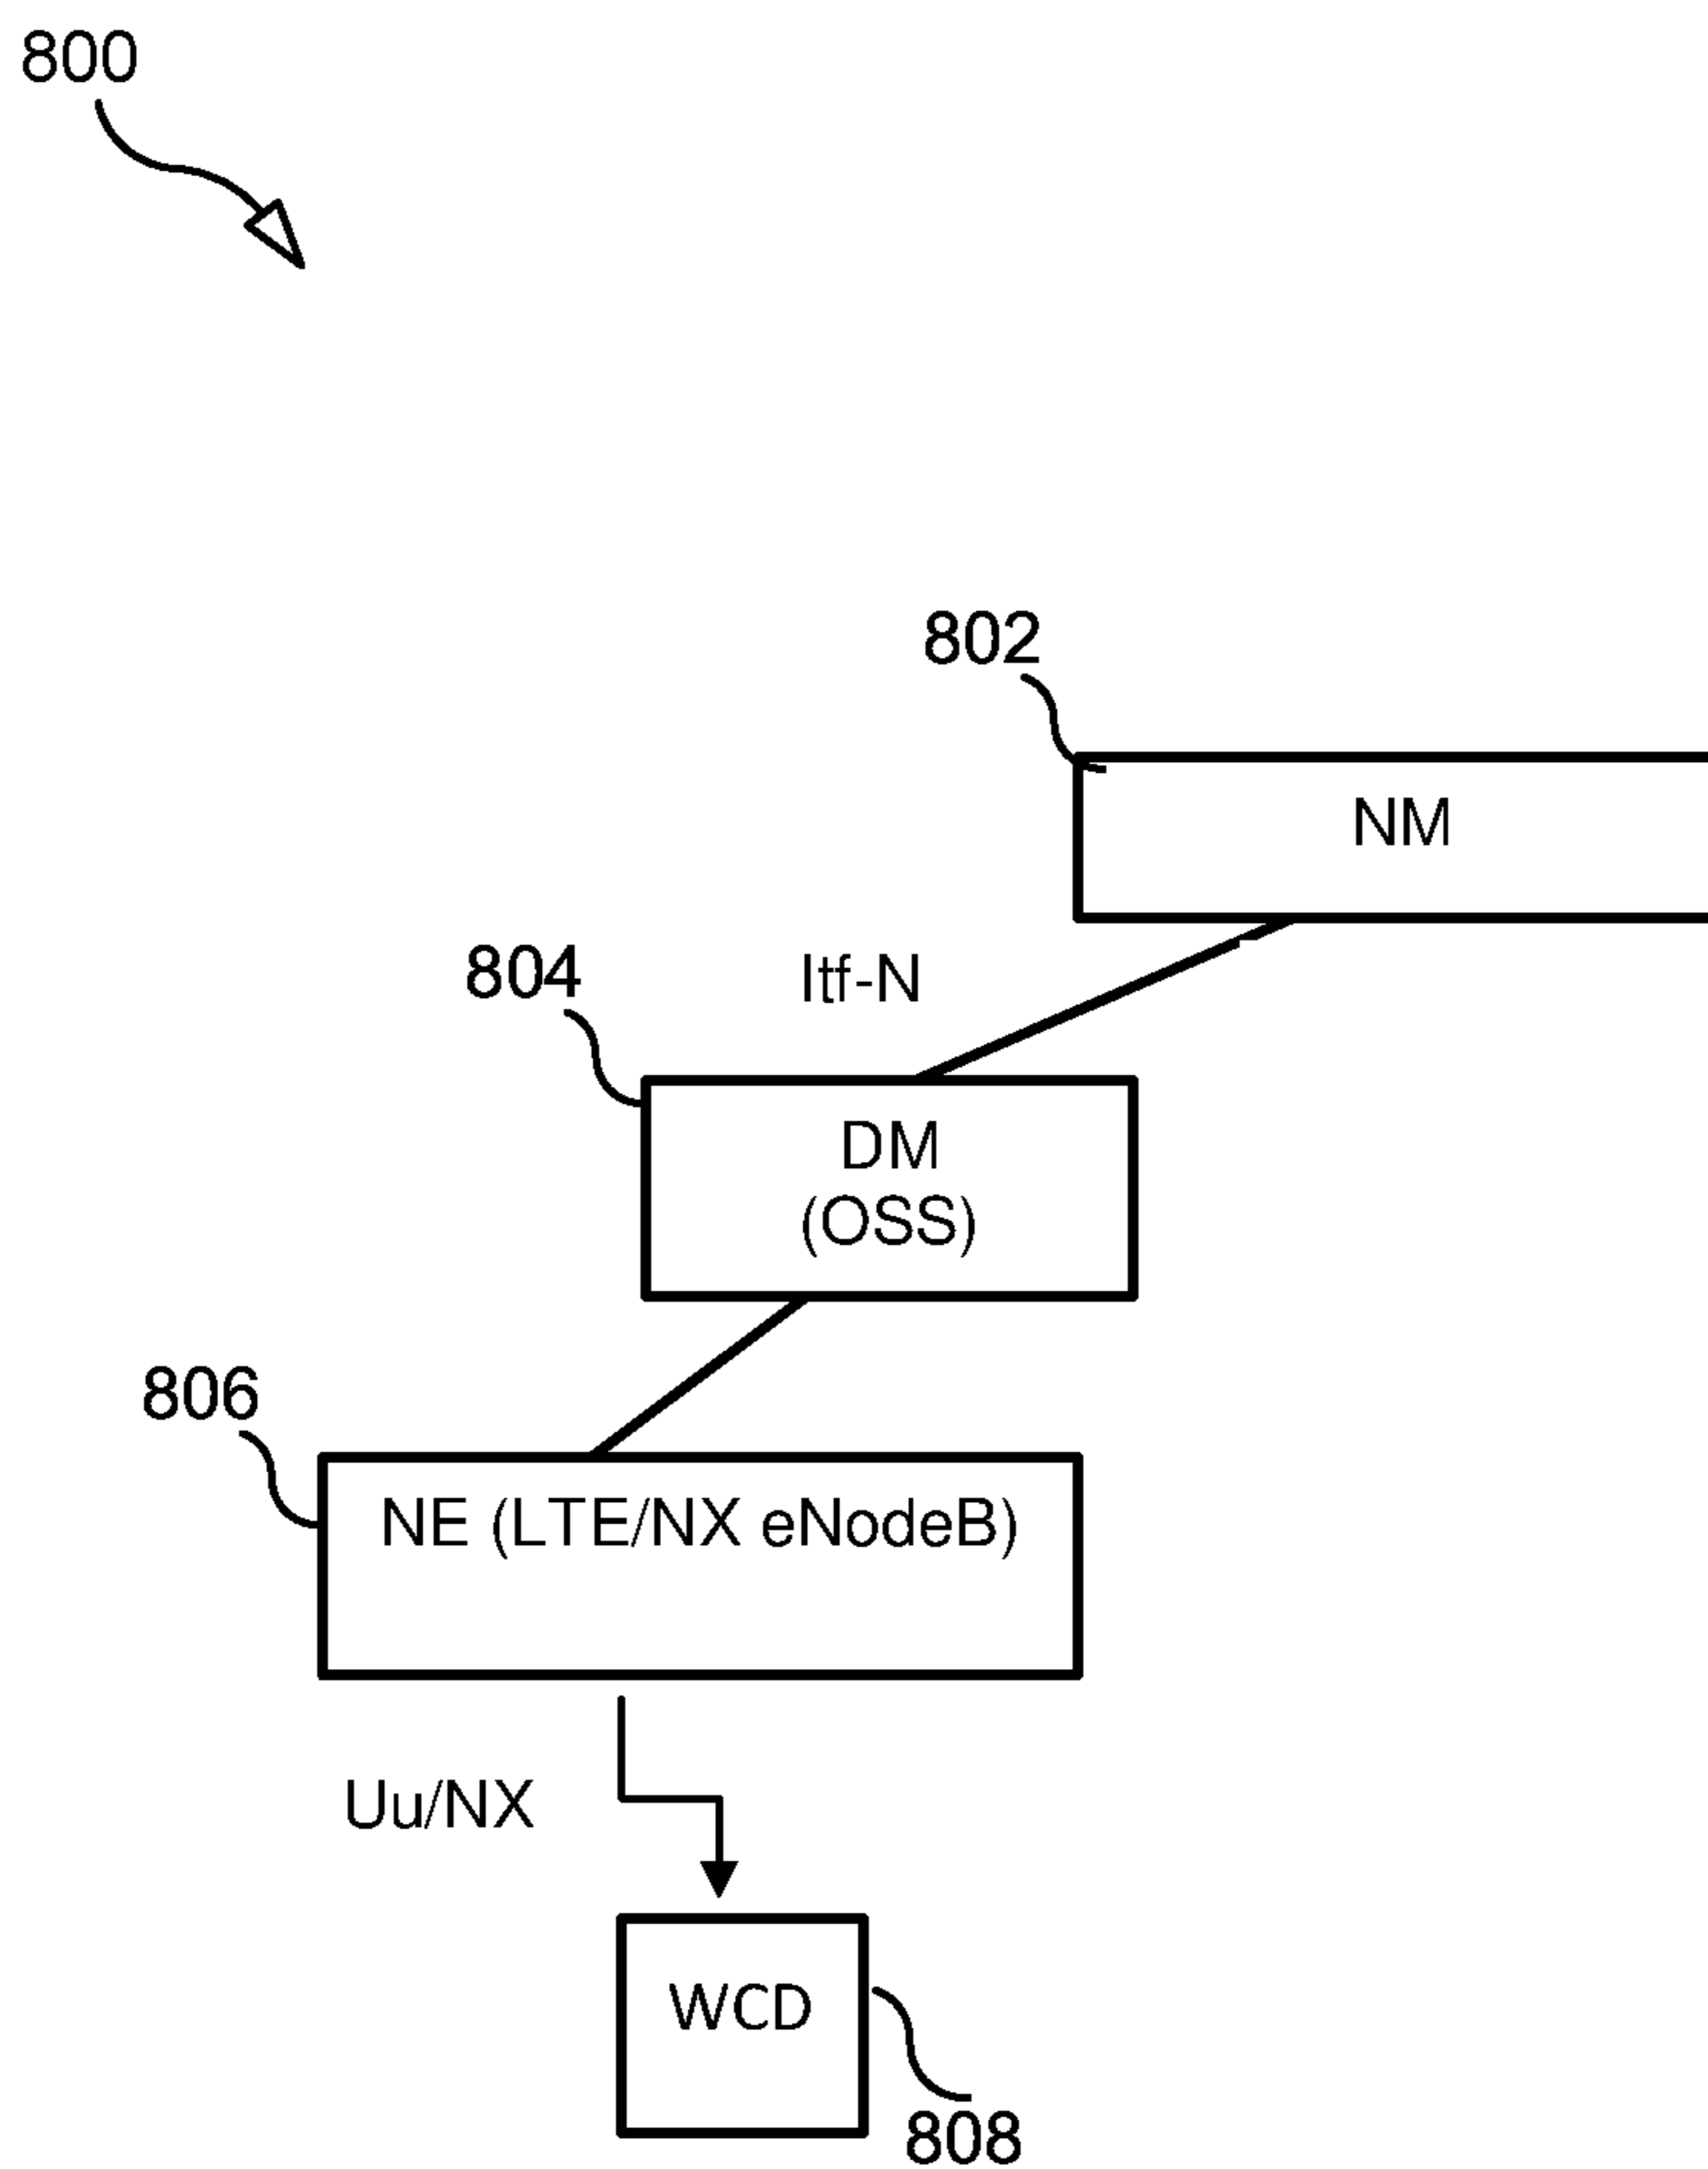 800
802
NM
804
Itf-N
DM
(OSS)
806
NE (LTE/NX eNodeB)
Uu/NX
WCD
808